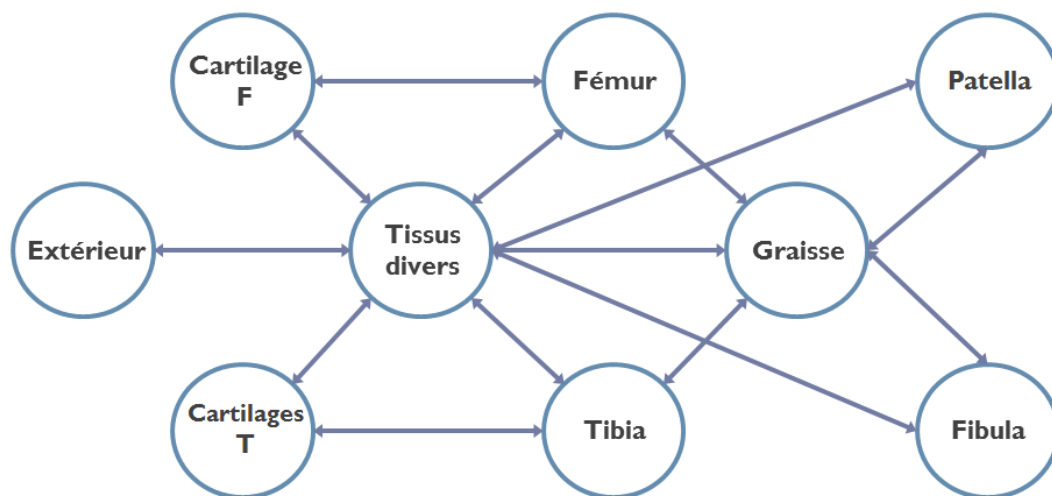 Cartilage
F
Fémur
Patella
Extérieur
Tissus
divers
Graisse
Cartilages
T
Tibia
Fibula